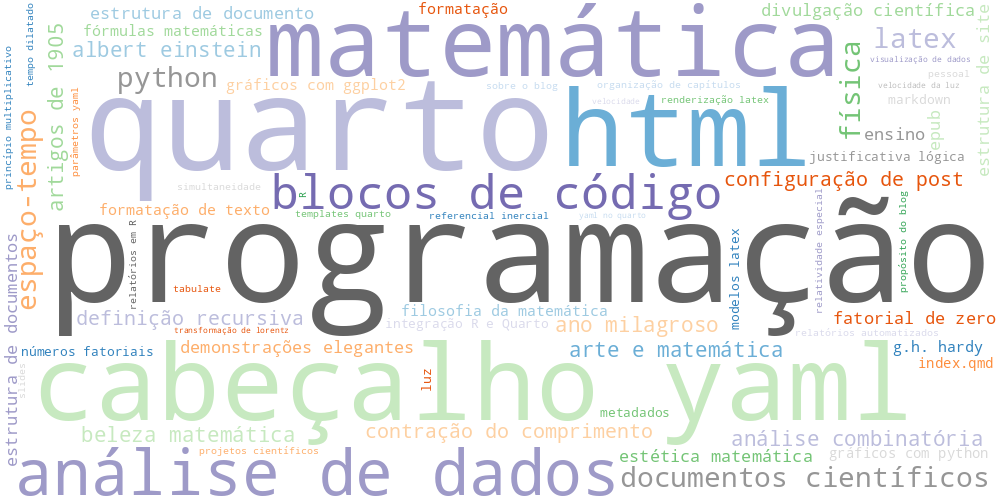 tempo dilatado
estrutura de documento
formatação
divulgação científica
estrutura de site
fórmulas matemáticas
matemática
albert einstein
artigos de 1905
princípio multiplicativo
python
latex
física
visualização de dados
pessoal
gráficos com ggplot2
sobre o blog
organização de capítulos
velocidade da luz
parâmetros yaml
quarto
html
velocidade
renderização latex
markdown
epub
ensino
espaço-tempo
justificativa lógica
simultaneidade
R
blocos de código
configuração de post
formatação de texto
templates quarto
referencial inercial
yaml no quarto
relatividade especial
propósito do blog
relatórios em R
programação
modelos latex
tabulate
estrutura de documentos
definição recursiva
filosofia da matemática
integração R e Quarto
ano milagroso
fatorial de zero
transformação de lorentz
relatórios automatizados
números fatoriais
demonstrações elegantes
arte e matemática
g.h. hardy
index.qmd
slides
luz
cabeçalho yaml
metadados
beleza matemática
contração do comprimento
análise combinatória
projetos científicos
estética matemática
gráficos com python
análise de dados
documentos científicos